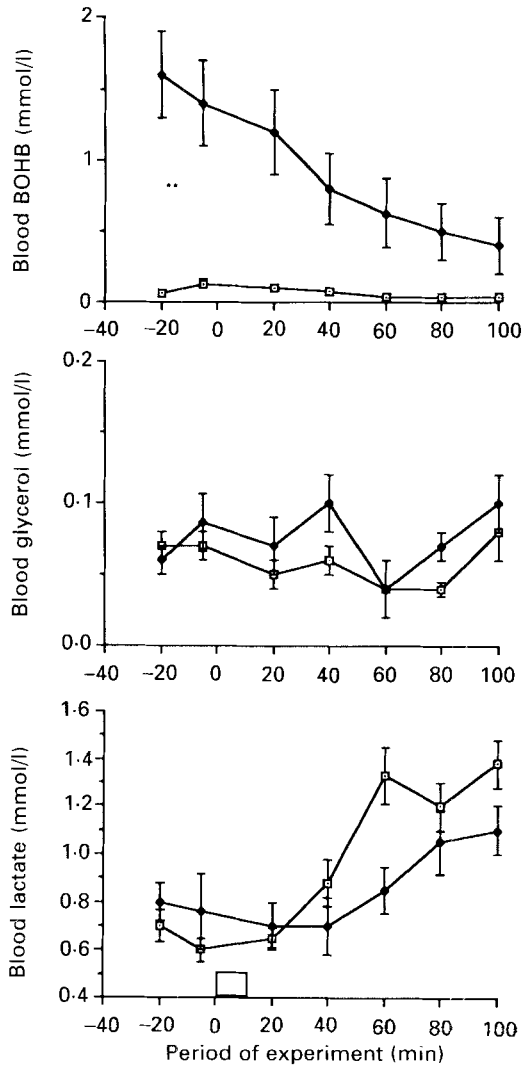 Blood BOHB (mmol/l)
2
1
0
−40 −20 0 20 40 60 80 100
Blood glycerol (mmol/l)
0·2
0·1
0·0
−40 −20 0 20 40 60 80 100
Blood lactate (mmol/l)
1·6
1·4
1·2
1·0
0·8
0·6
0·4
−40 −20 0 20 40 60 80 100
Period of experiment (min)